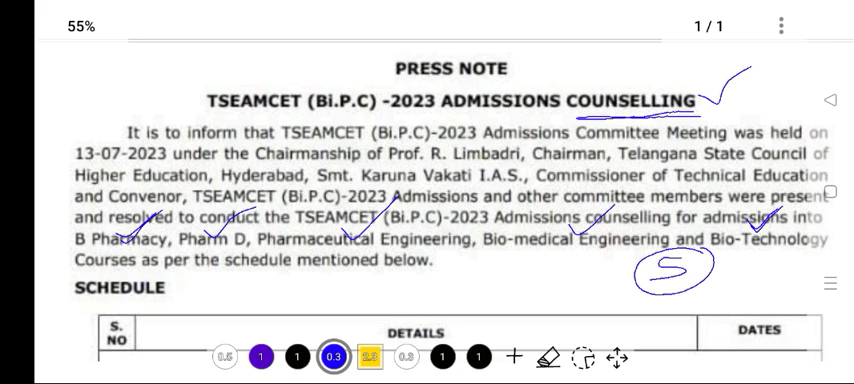 55%
1 / 1
PRESS NOTE
TSEAMCET (Bi.P.C) -2023 ADMISSIONS COUNSELLING
It is to inform that TSEAMCET (Bi.P.C)-2023 Admissions Committee Meeting was held on
13-07-2023 under the Chairmanship of Prof. R. Limbadri, Chairman, Telangana State Council of
Higher Education, Hyderabad, Smt. Karuna Vakati I.A.S., Commissioner of Technical Education
and Convenor, TSEAMCET (Bi.P.C)-2023 Admissions and other committee members were present
and resolved to conduct the TSEAMCET (Bi.P.C)-2023 Admissions counselling for admissions into
B Pharmacy, Pharm D, Pharmaceutical Engineering, Bio-medical Engineering and Bio-Technology
Courses as per the schedule mentioned below.
5
SCHEDULE
S. NO DETAILS DATES
0.5 1 1 0.3 2.3 0.3 1 1